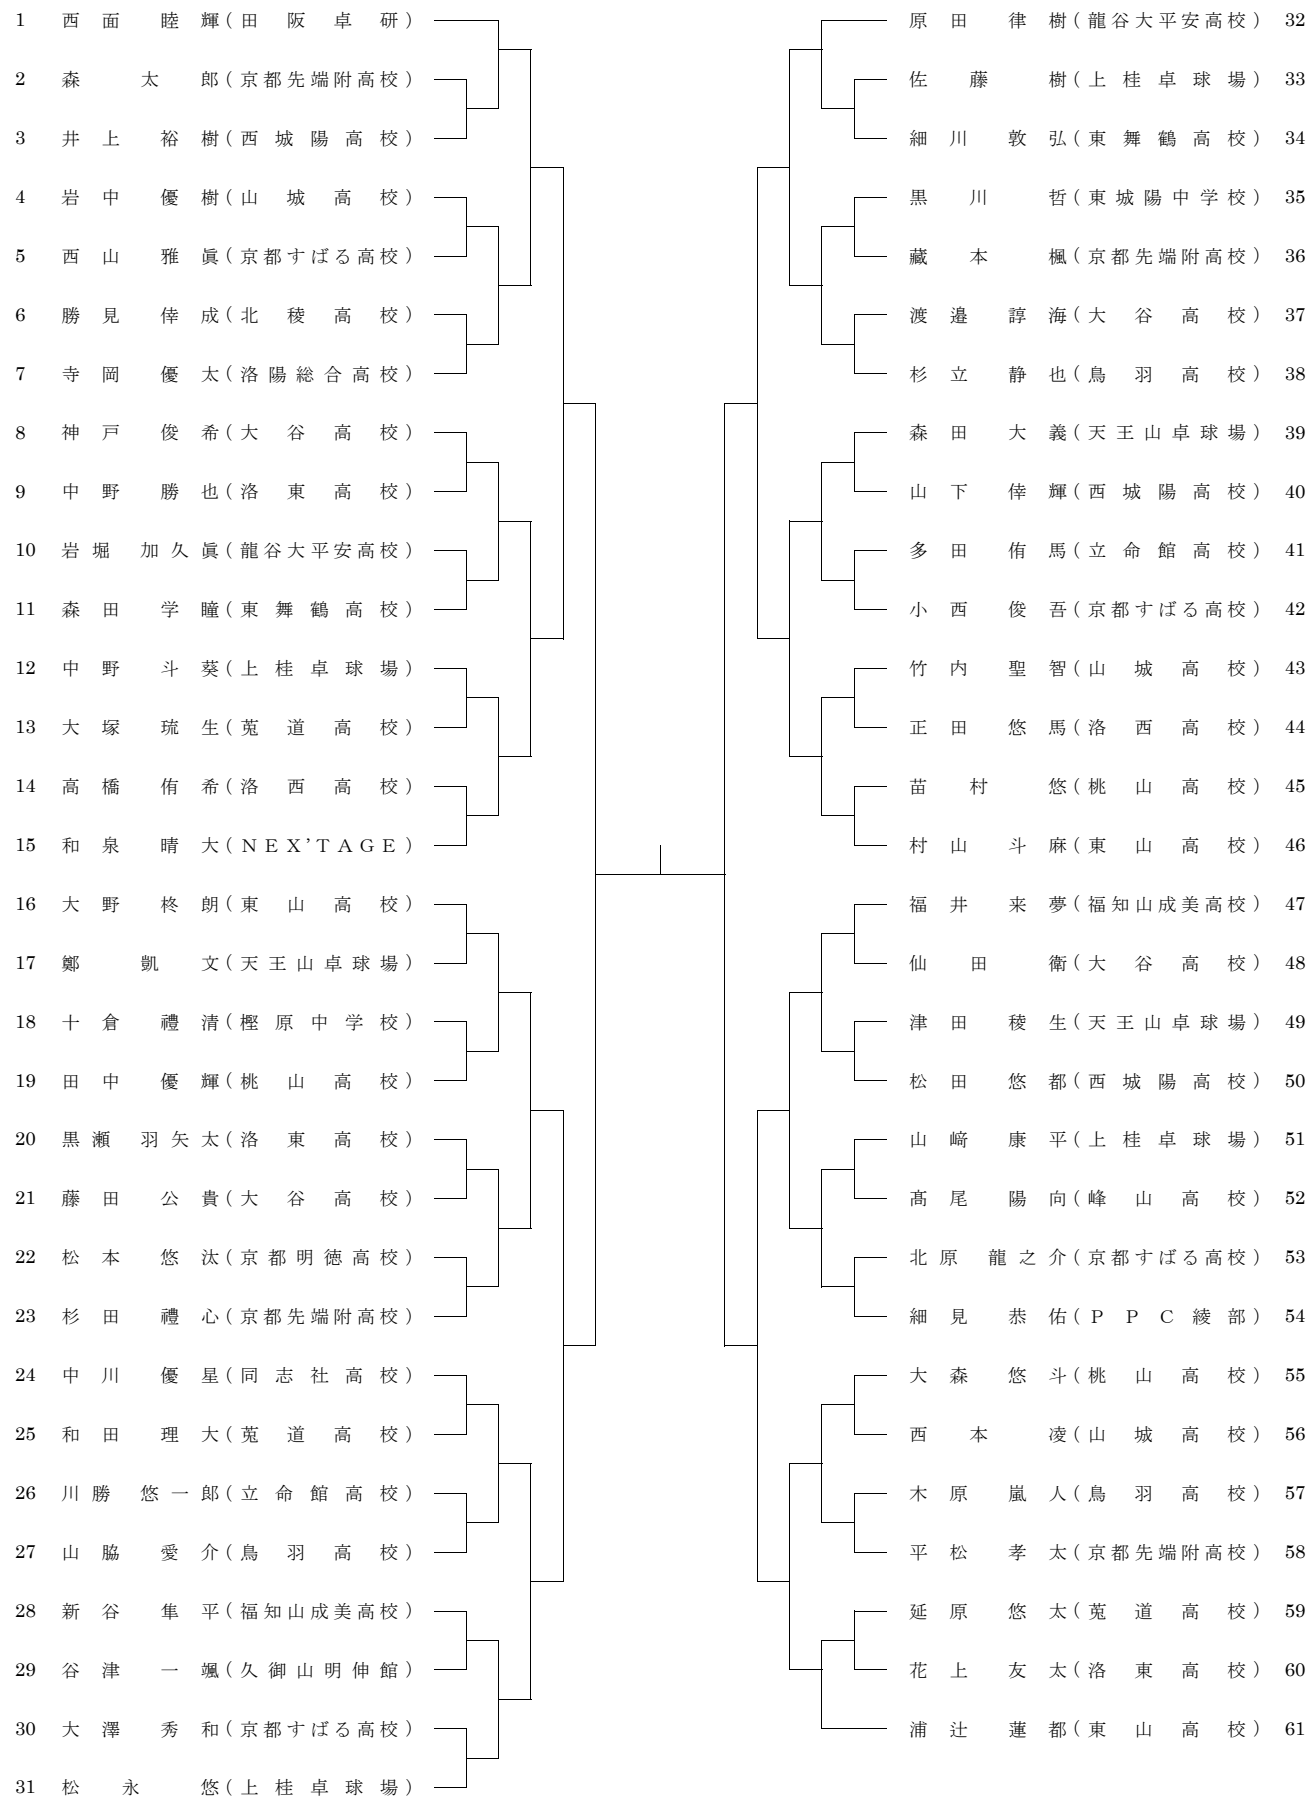 1 西面 睦輝(田阪卓研)
2 森 太郎(京都先端附高校)
3 井上 裕樹(西城陽高校)
4 岩中 優樹(山城高校)
5 西山 雅眞(京都すばる高校)
6 勝見 倖成(北稜高校)
7 寺岡 優太(洛陽総合高校)
8 神戸 俊希(大谷高校)
9 中野 勝也(洛東高校)
10 岩堀 加久眞(龍谷大平安高校)
11 森田 学瞳(東舞鶴高校)
12 中野 斗葵(上桂卓球場)
13 大塚 琉生(莵道高校)
14 高橋 侑希(洛西高校)
15 和泉 晴大(NEX'TAGE)
16 大野 柊朗(東山高校)
17 鄭 凱文(天王山卓球場)
18 十倉 禮清(樫原中学校)
19 田中 優輝(桃山高校)
20 黒瀬 羽矢太(洛東高校)
21 藤田 公貴(大谷高校)
22 松本 悠汰(京都明徳高校)
23 杉田 禮心(京都先端附高校)
24 中川 優星(同志社高校)
25 和田 理大(莵道高校)
26 川勝 悠一郎(立命館高校)
27 山脇 愛介(鳥羽高校)
28 新谷 隼平(福知山成美高校)
29 谷津 一颯(久御山明伸館)
30 大澤 秀和(京都すばる高校)
31 松永 悠(上桂卓球場)
原田 律樹(龍谷大平安高校) 32
佐藤 樹(上桂卓球場) 33
細川 敦弘(東舞鶴高校) 34
黒川 哲(東城陽中学校) 35
藏本 楓(京都先端附高校) 36
渡邉 諄海(大谷高校) 37
杉立 静也(鳥羽高校) 38
森田 大義(天王山卓球場) 39
山下 倖輝(西城陽高校) 40
多田 侑馬(立命館高校) 41
小西 俊吾(京都すばる高校) 42
竹内 聖智(山城高校) 43
正田 悠馬(洛西高校) 44
苗村 悠(桃山高校) 45
村山 斗麻(東山高校) 46
福井 来夢(福知山成美高校) 47
仙田 衛(大谷高校) 48
津田 稜生(天王山卓球場) 49
松田 悠都(西城陽高校) 50
山﨑 康平(上桂卓球場) 51
髙尾 陽向(峰山高校) 52
北原 龍之介(京都すばる高校) 53
細見 恭佑(PPC綾部) 54
大森 悠斗(桃山高校) 55
西本 凌(山城高校) 56
木原 嵐人(鳥羽高校) 57
平松 孝太(京都先端附高校) 58
延原 悠太(莵道高校) 59
花上 友太(洛東高校) 60
浦辻 蓮都(東山高校) 61